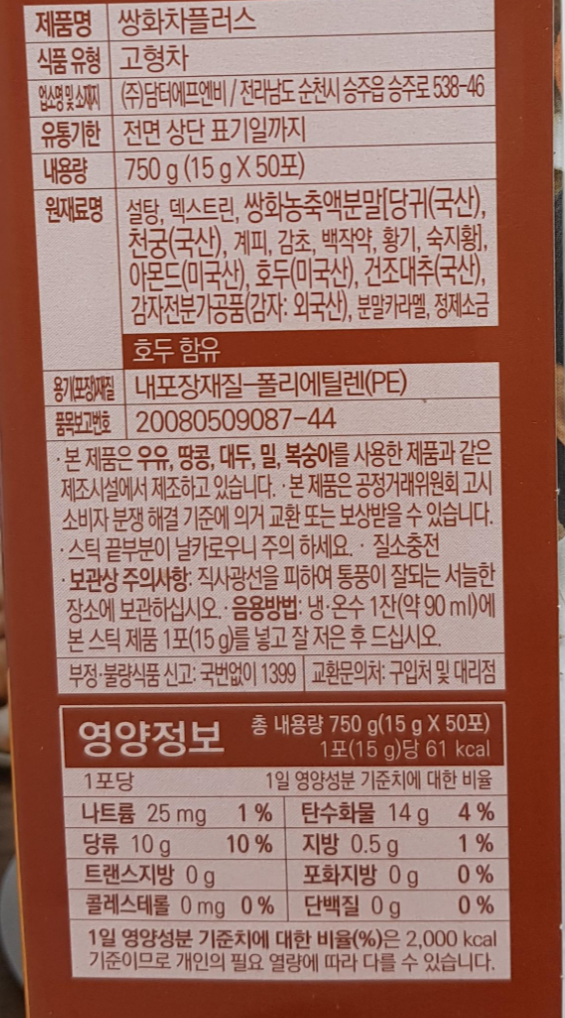 제품명 쌍화차플러스
식품 유형 고형차
업소명 및 소재지 (주)담터에프엔비 / 전라남도 순천시 승주읍 승주로 538-46
유통기한 전면 상단 표기일까지
내용량 750 g (15 g X 50포)
원재료명 설탕, 덱스트린, 쌍화농축액분말[당귀(국산),
천궁(국산), 계피, 감초, 백작약, 황기, 숙지황],
아몬드(미국산), 호두(미국산), 건조대추(국산),
감자전분가공품(감자: 외국산), 분말카라멜, 정제소금
호두 함유
용기(포장)재질 내포장재질-폴리에틸렌(PE)
품목보고번호 20080509087-44
· 본 제품은 우유, 땅콩, 대두, 밀, 복숭아를 사용한 제품과 같은
제조시설에서 제조하고 있습니다. · 본 제품은 공정거래위원회 고시
소비자 분쟁 해결 기준에 의거 교환 또는 보상받을 수 있습니다.
· 스틱 끝부분이 날카로우니 주의 하세요. · 질소충전
· 보관상 주의사항: 직사광선을 피하여 통풍이 잘되는 서늘한
장소에 보관하십시오. · 음용방법: 냉·온수 1잔(약 90 ml)에
본 스틱 제품 1포(15 g)를 넣고 잘 저은 후 드십시오.
부정·불량식품 신고: 국번없이 1399 교환문의처: 구입처 및 대리점
영양정보 총 내용량 750 g(15 g X 50포)
1포(15 g)당 61 kcal
1포당 1일 영양성분 기준치에 대한 비율
나트륨 25 mg 1 % 탄수화물 14 g 4 %
당류 10 g 10 % 지방 0.5 g 1 %
트랜스지방 0 g 포화지방 0 g 0 %
콜레스테롤 0 mg 0 % 단백질 0 g 0 %
1일 영양성분 기준치에 대한 비율(%)은 2,000 kcal
기준이므로 개인의 필요 열량에 따라 다를 수 있습니다.